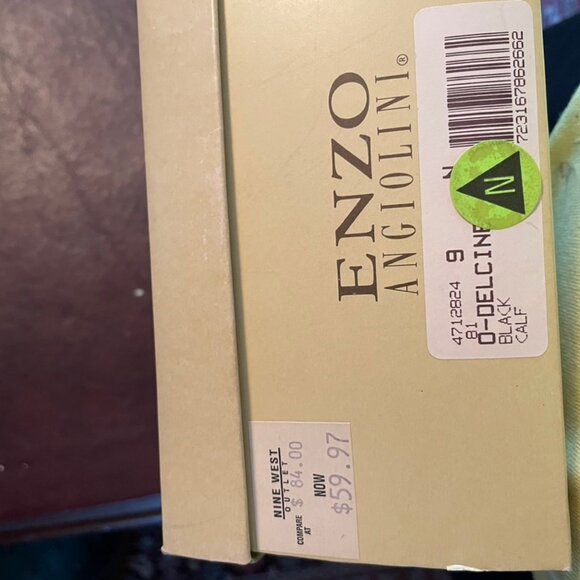 ENZO
ANGIOLINI®
723167862662
N
N
4712824 9
81
O-DELCINE
BLACK
CALF
NINE WEST
OUTLET
COMPARE AT $ 84.00
NOW
$59.97